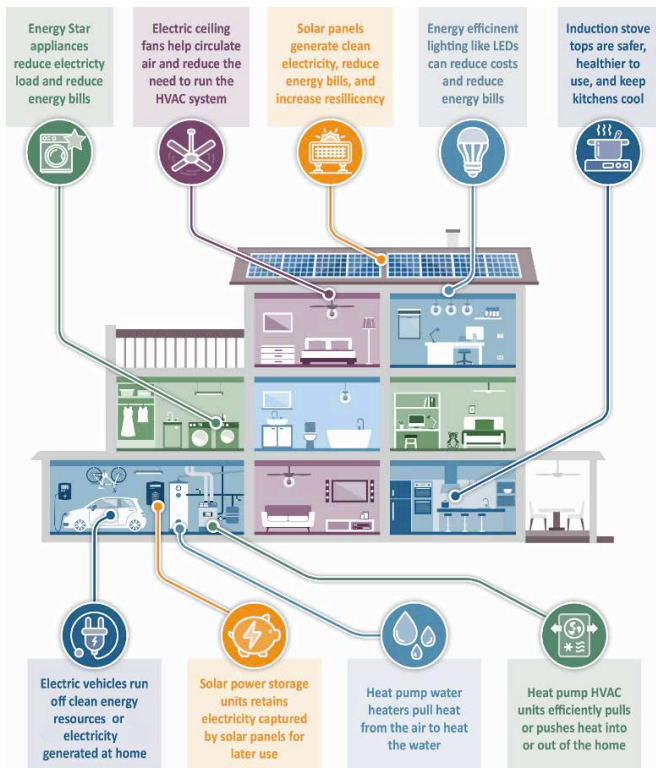 Energy Star
appliances
reduce electricty
load and reduce
energy bills
Electric ceiling
fans help circulate
air and reduce the
need to run the
HVAC system
Solar panels
generate clean
electricity, reduce
energy bills, and
increase resillicency
Energy efficinent
lighting like LEDs
can reduce costs
and reduce
energy bills
Induction stove
tops are safer,
healthier to
use, and keep
kitchens cool
Electric vehicles run
off clean energy
resources or
electricity
generated at home
Solar power storage
units retains
electricity captured
by solar panels for
later use
Heat pump water
heaters pull heat
from the air to heat
the water
Heat pump HVAC
units efficiently pulls
or pushes heat into
or out of the home